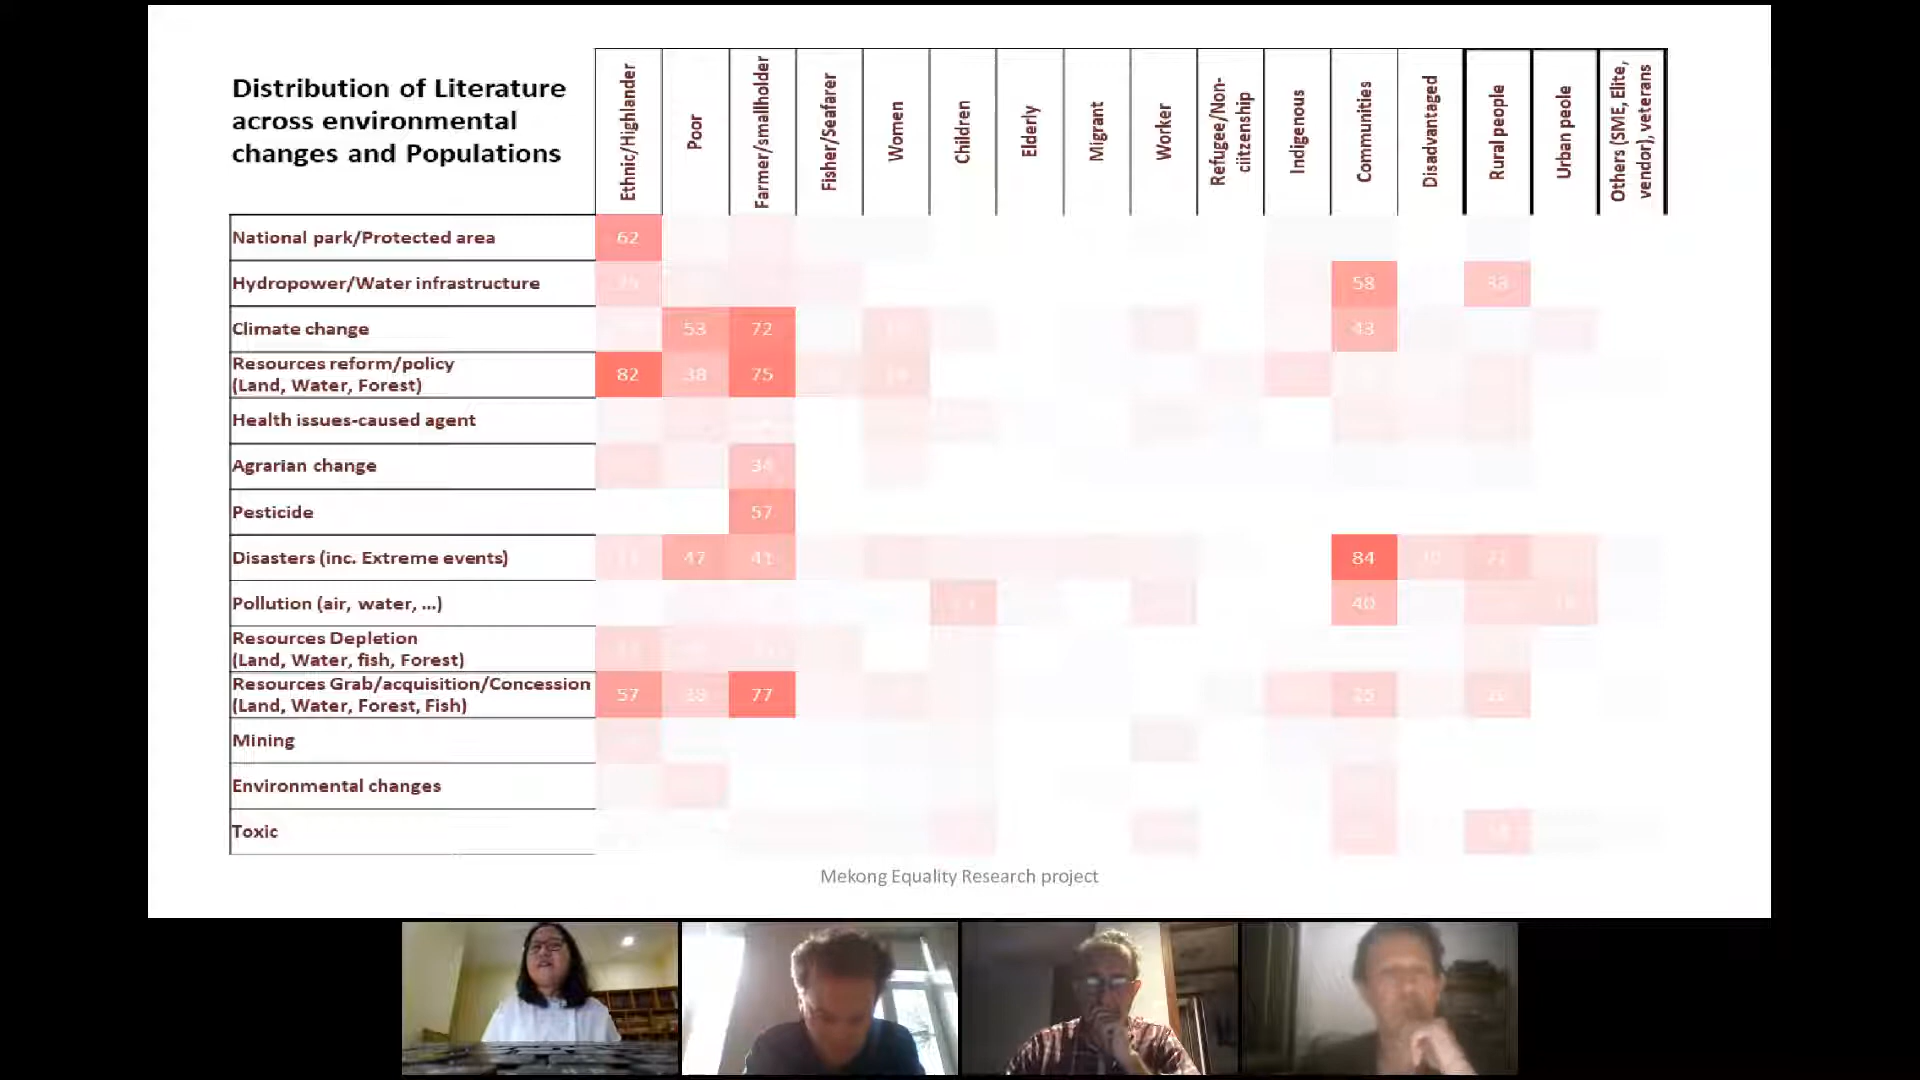 Distribution of Literature
across environmental
changes and Populations
Ethnic/Highlander
Poor
Farmer/smallholder
Fisher/Seafarer
Women
Children
Elderly
Migrant
Worker
Refugee/Non-
ciitzenship
Indigenous
Communities
Disadvantaged
Rural people
Urban peole
Others (SME, Elite,
vendor), veterans
National park/Protected area
62
Hydropower/Water infrastructure
58
33
Climate change
53
72
43
Resources reform/policy
(Land, Water, Forest)
82
38
75
Health issues-caused agent
Agrarian change
34
Pesticide
57
Disasters (inc. Extreme events)
47
41
84
Pollution (air, water, ...)
40
Resources Depletion
(Land, Water, fish, Forest)
Resources Grab/acquisition/Concession
(Land, Water, Forest, Fish)
57
77
Mining
Environmental changes
Toxic
Mekong Equality Research project